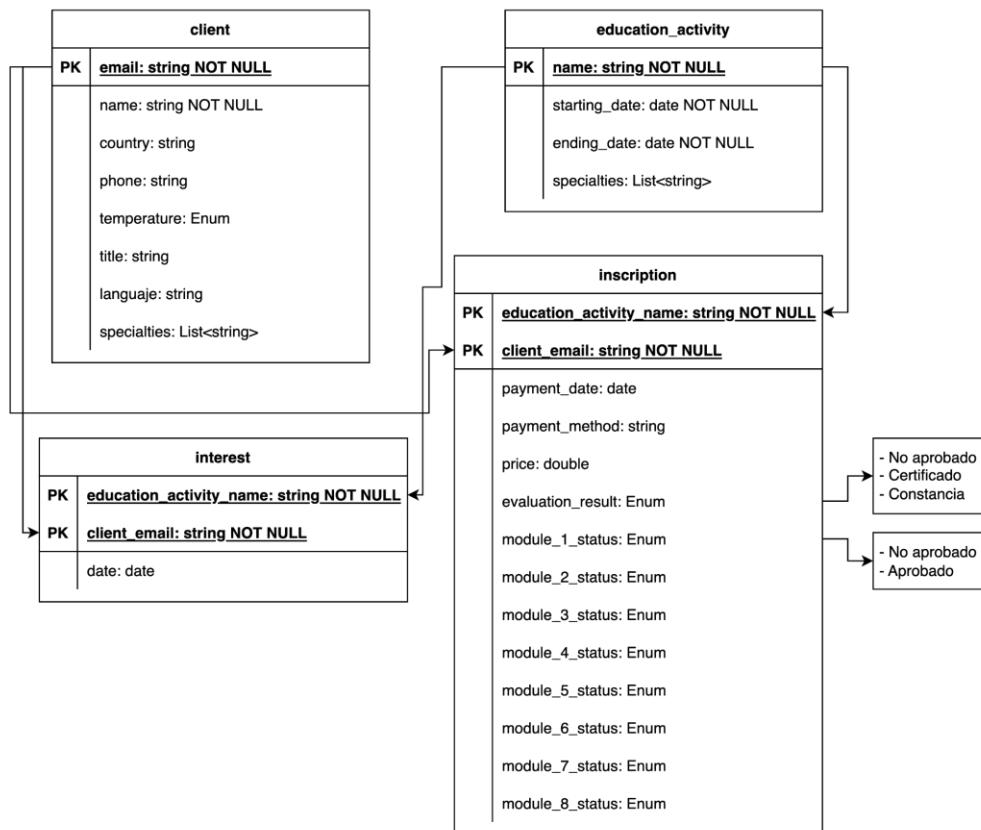 client
PK email: string NOT NULL
name: string NOT NULL
country: string
phone: string
temperature: Enum
title: string
languaje: string
specialties: List<string>
education_activity
PK name: string NOT NULL
starting_date: date NOT NULL
ending_date: date NOT NULL
specialties: List<string>
inscription
PK education_activity_name: string NOT NULL
PK client_email: string NOT NULL
payment_date: date
payment_method: string
price: double
evaluation_result: Enum
module_1_status: Enum
module_2_status: Enum
module_3_status: Enum
module_4_status: Enum
module_5_status: Enum
module_6_status: Enum
module_7_status: Enum
module_8_status: Enum
interest
PK education_activity_name: string NOT NULL
PK client_email: string NOT NULL
date: date
- No aprobado
- Certificado
- Constancia
- No aprobado
- Aprobado